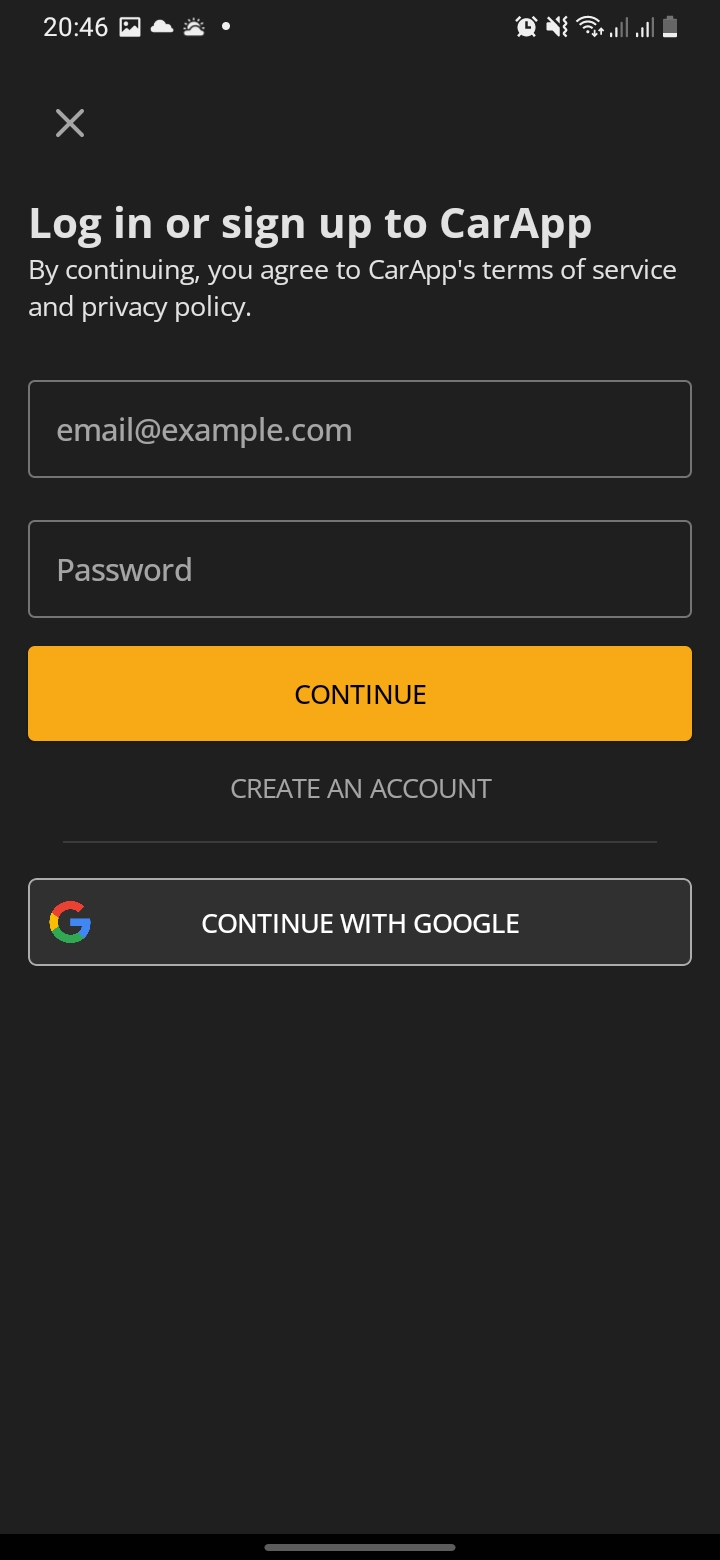 20:46
Log in or sign up to CarApp
By continuing, you agree to CarApp's terms of service
and privacy policy.
email@example.com
Password
CONTINUE
CREATE AN ACCOUNT
CONTINUE WITH GOOGLE